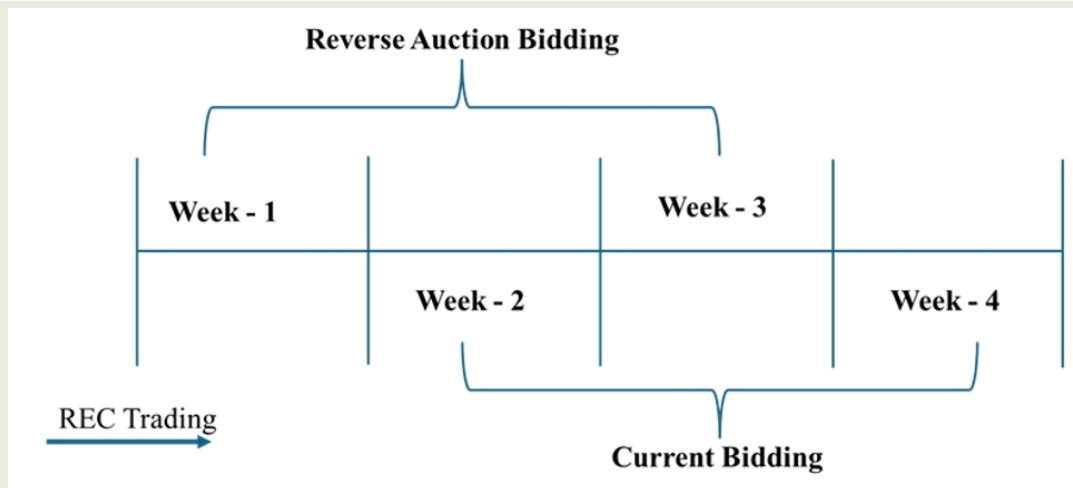 Reverse Auction Bidding
Week - 1
Week - 3
Week - 2
Week - 4
REC Trading
Current Bidding